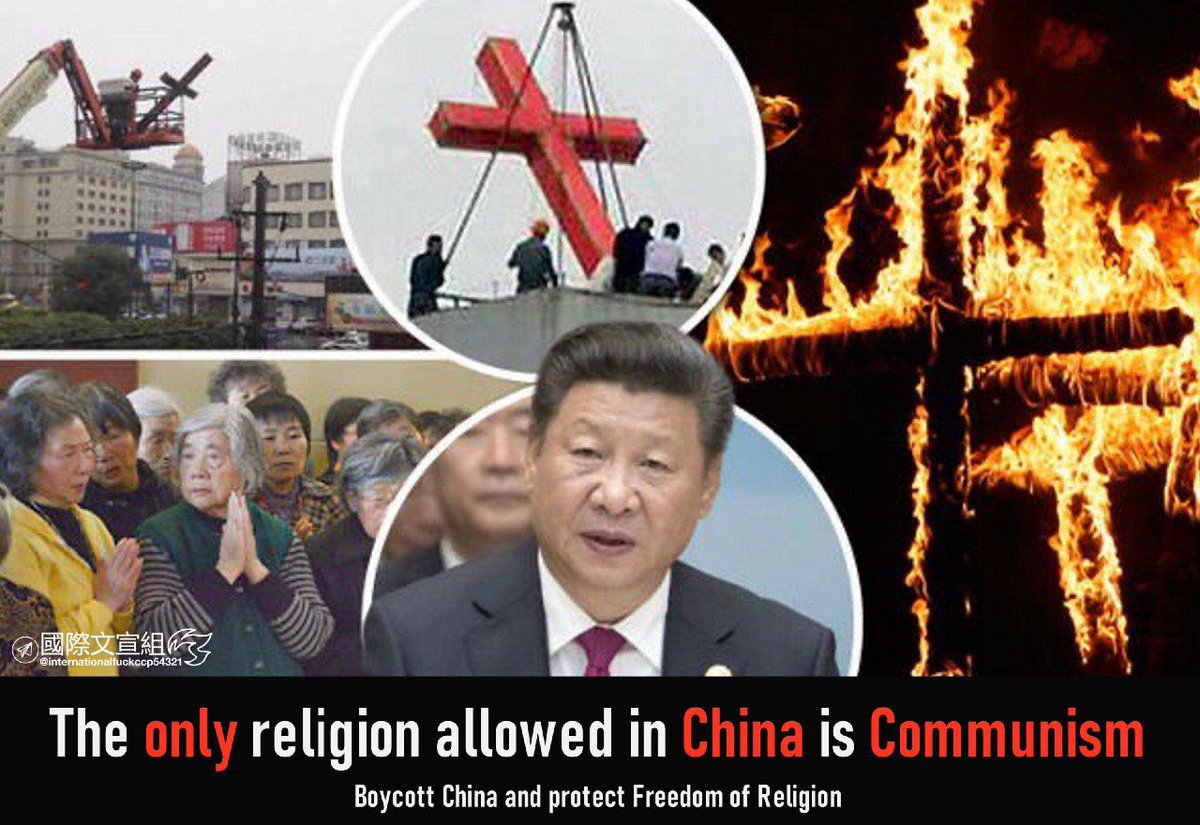 國際文宣組
@internationalfuckccp54321
The only religion allowed in China is Communism
Boycott China and protect Freedom of Religion